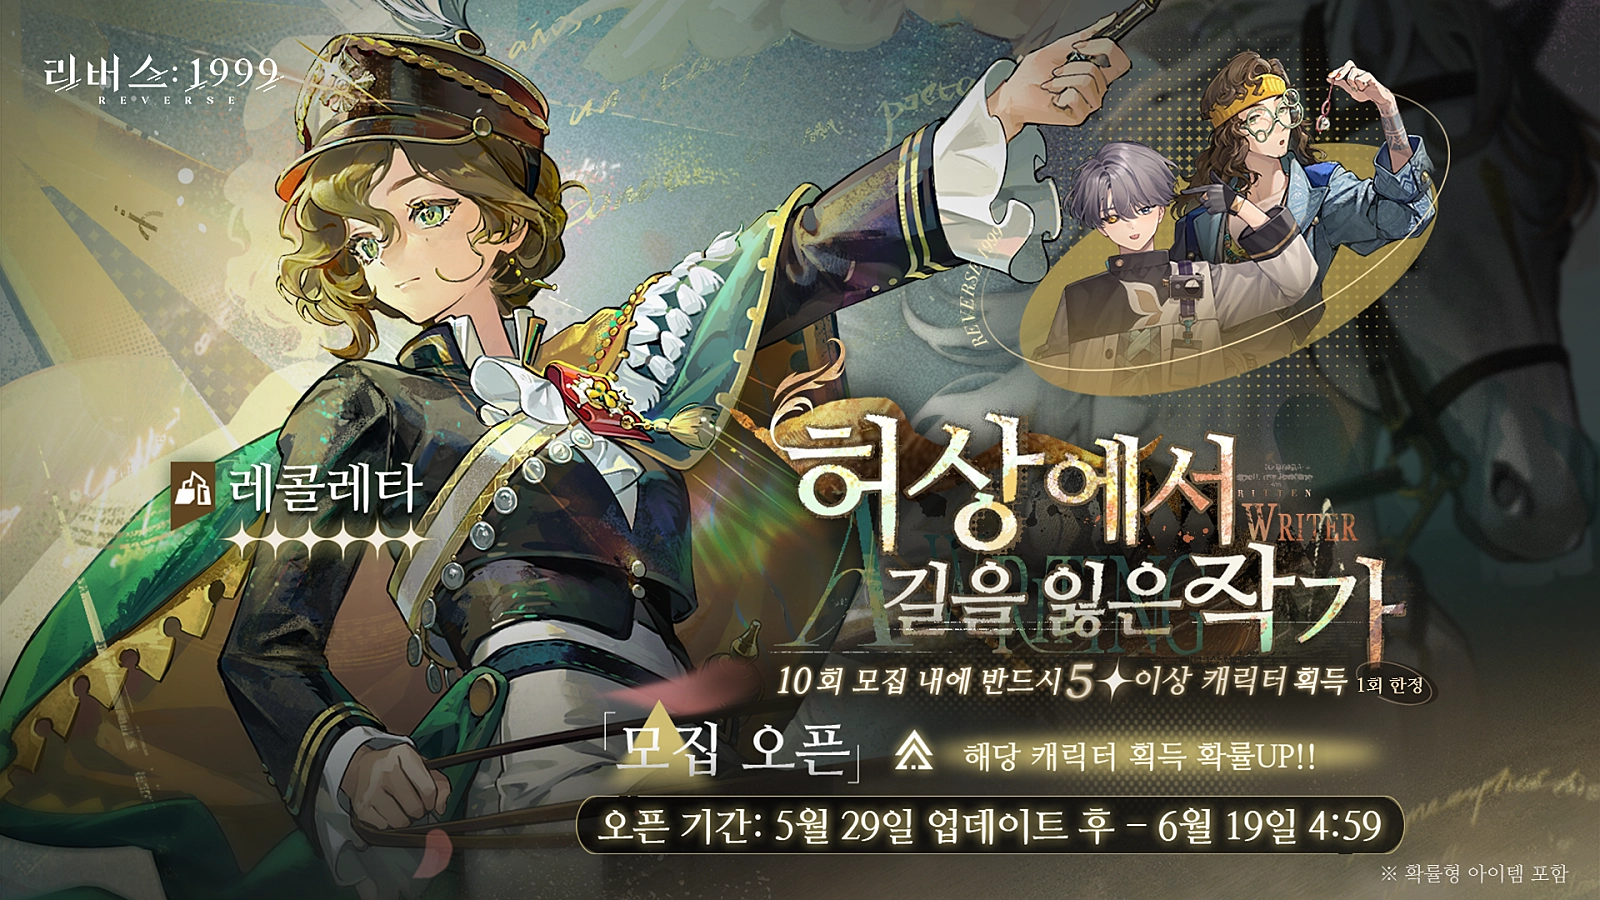 리버스:1999
REVERSE
poeta
REVERSE 1999
레콜레타
허상에서
WRITER
길을 잃은 작가
10회 모집 내에 반드시 5✦이상 캐릭터 획득 1회 한정
「모집 오픈」
해당 캐릭터 획득 확률UP!!
오픈 기간: 5월 29일 업데이트 후 - 6월 19일 4:59
※ 확률형 아이템 포함